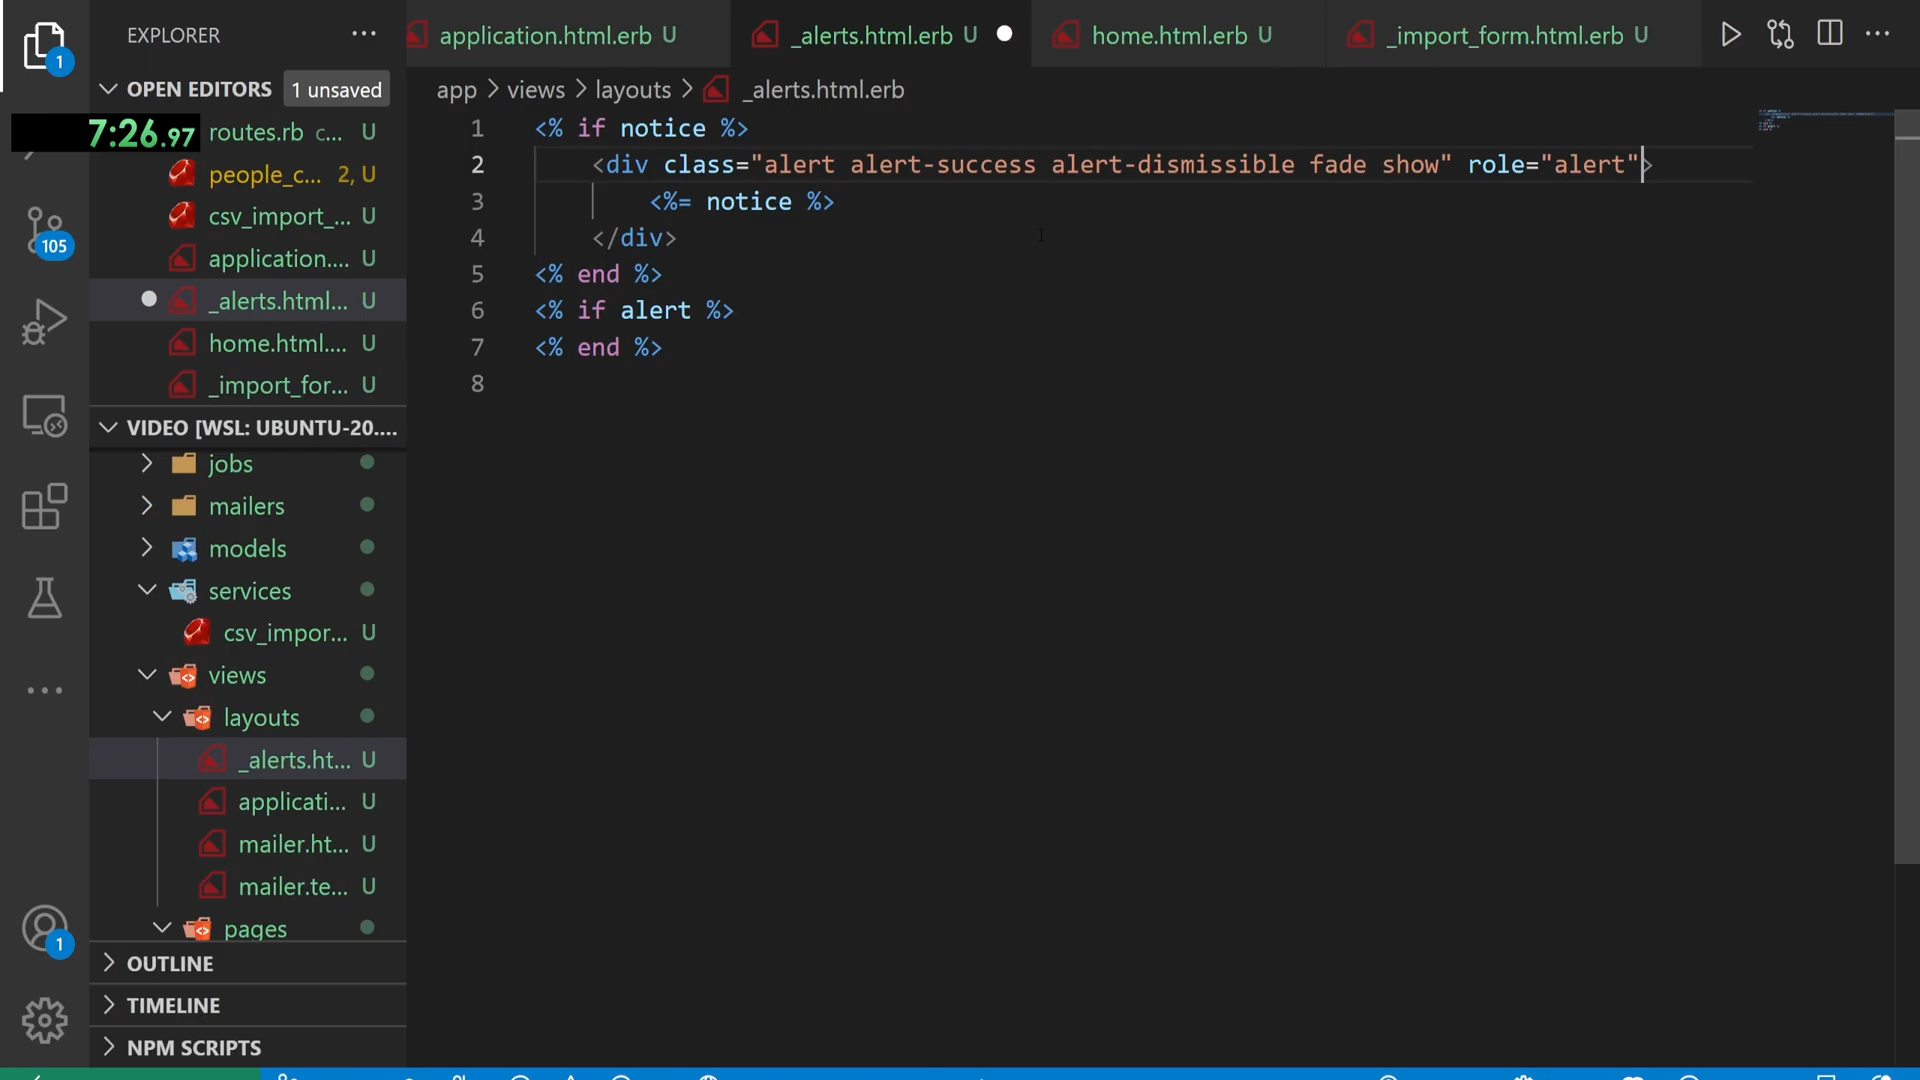 EXPLORER
OPEN EDITORS
1 unsaved
7:26.97
routes.rb c... U
people_c... 2, U
csv_import_... U
application.... U
_alerts.html... U
home.html.... U
_import_for... U
VIDEO [WSL: UBUNTU-20....
jobs
mailers
models
services
csv_impor... U
views
layouts
_alerts.ht... U
applicati... U
mailer.ht... U
mailer.te... U
pages
OUTLINE
TIMELINE
NPM SCRIPTS
1
105
1
application.html.erb U
_alerts.html.erb U
home.html.erb U
_import_form.html.erb U
app > views > layouts > _alerts.html.erb
1 <% if notice %>
2 <div class="alert alert-success alert-dismissible fade show" role="alert">
3 <%= notice %>
4 </div>
5 <% end %>
6 <% if alert %>
7 <% end %>
8